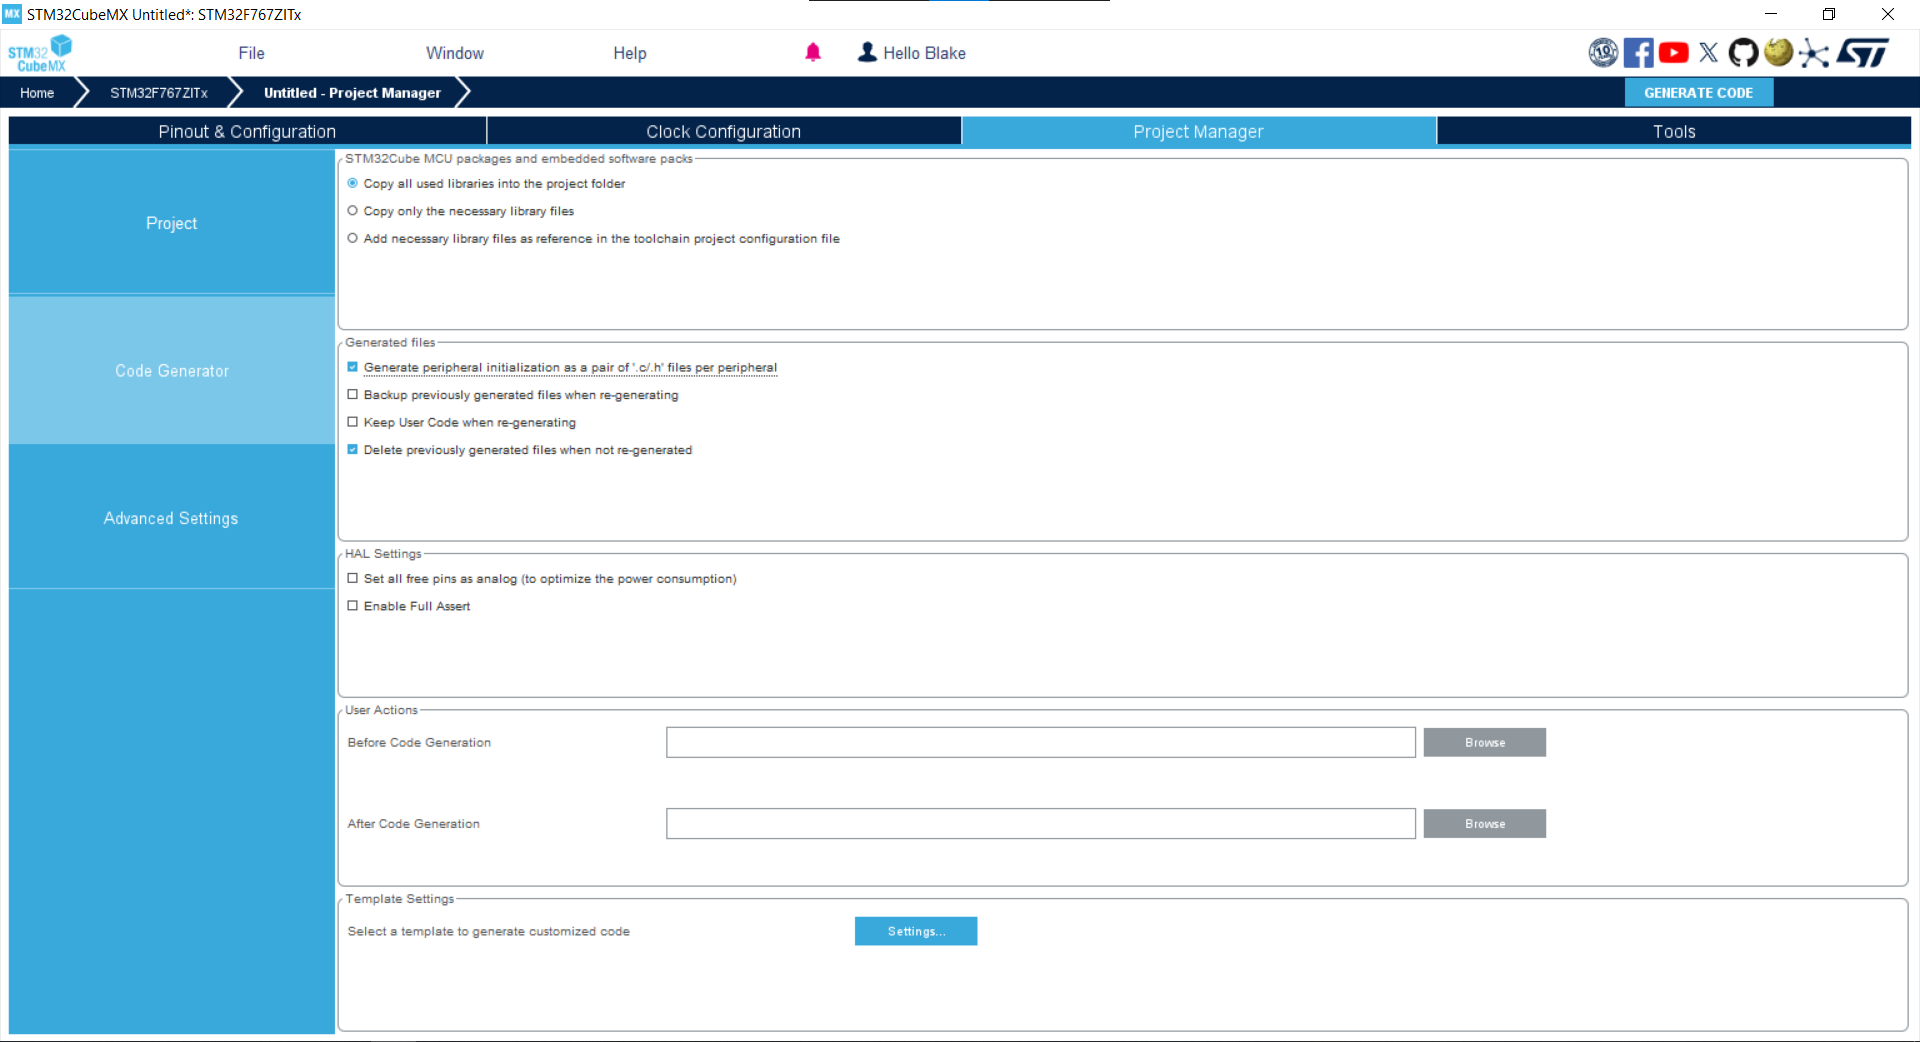 MX STM32CubeMX Untitled*: STM32F767ZITx
STM32 CubeMX
File Window Help Hello Blake
10 ST
Home STM32F767ZITx Untitled - Project Manager GENERATE CODE
Pinout & Configuration Clock Configuration Project Manager Tools
Project
Code Generator
Advanced Settings
STM32Cube MCU packages and embedded software packs
Copy all used libraries into the project folder
Copy only the necessary library files
Add necessary library files as reference in the toolchain project configuration file
Generated files
Generate peripheral initialization as a pair of '.c/.h' files per peripheral
Backup previously generated files when re-generating
Keep User Code when re-generating
Delete previously generated files when not re-generated
HAL Settings
Set all free pins as analog (to optimize the power consumption)
Enable Full Assert
User Actions
Before Code Generation Browse
After Code Generation Browse
Template Settings
Select a template to generate customized code Settings...